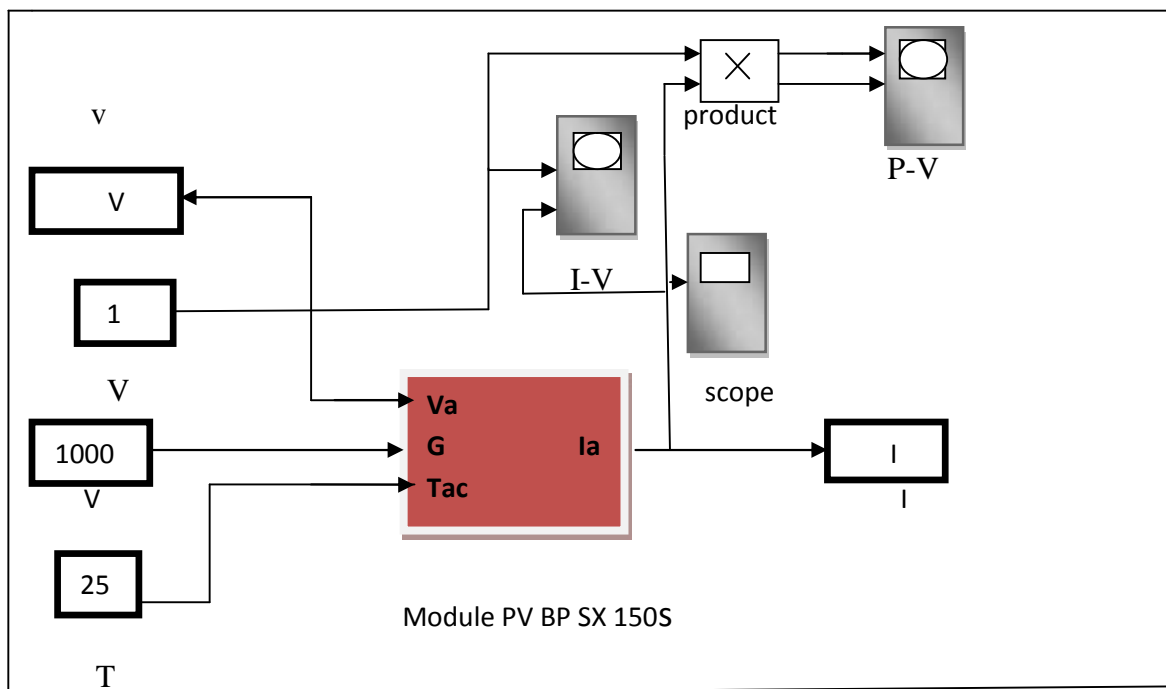 ×
product
P-V
v
V
1
I-V
V
scope
1000
V
Va
G
Tac
Ia
I
I
25
T
Module PV BP SX 150S